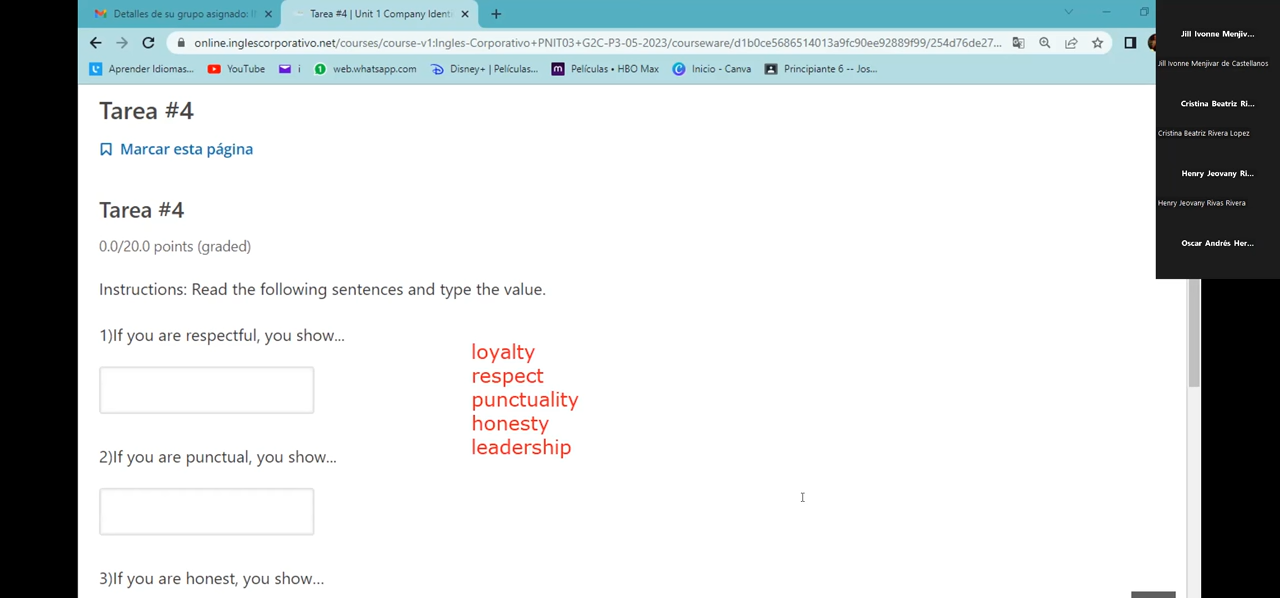 Detalles de su grupo asignado: I
Tarea #4 | Unit 1 Company Identi
online.inglescorporativo.net/courses/course-v1:Ingles-Corporativo+PNIT03+G2C-P3-05-2023/courseware/d1b0ce5686514013a9fc90ee92889f99/254d76de27...
Aprender Idiomas...
YouTube
i
web.whatsapp.com
Disney+ | Películas...
Películas • HBO Max
Inicio - Canva
Principiante 6 -- Jos...
Jill Ivonne Menjiv...
Jill Ivonne Menjivar de Castellanos
Cristina Beatriz Ri...
Cristina Beatriz Rivera Lopez
Henry Jeovany Ri...
Henry Jeovany Rivas Rivera
Oscar Andrés Her...
Tarea #4
Marcar esta página
Tarea #4
0.0/20.0 points (graded)
Instructions: Read the following sentences and type the value.
1)If you are respectful, you show...
loyalty
respect
punctuality
honesty
leadership
2)If you are punctual, you show...
3)If you are honest, you show...